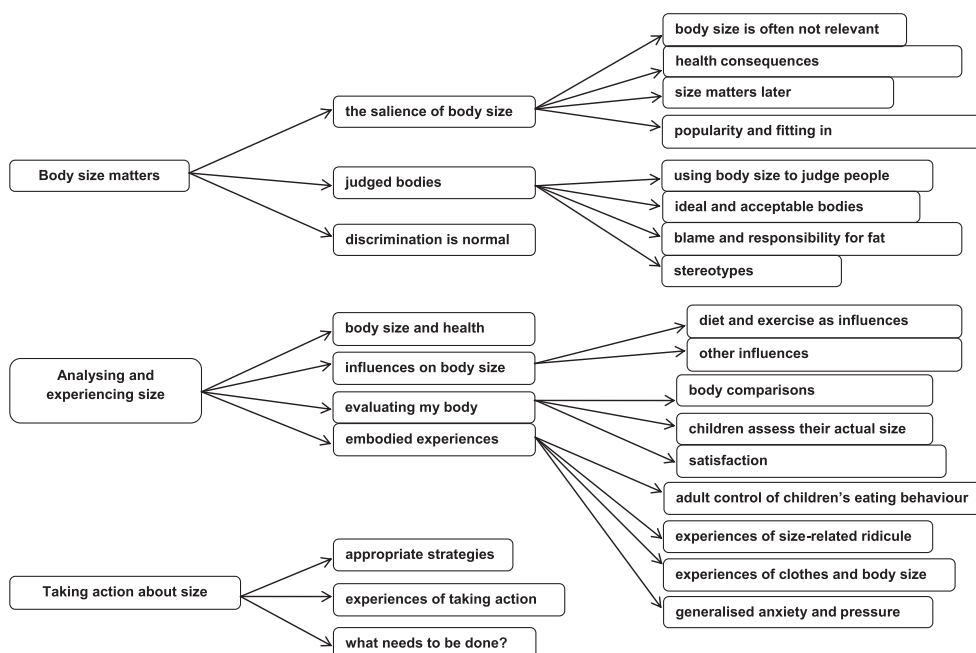 Body size matters
the salience of body size
body size is often not relevant
health consequences
size matters later
popularity and fitting in
judged bodies
using body size to judge people
ideal and acceptable bodies
blame and responsibility for fat
stereotypes
discrimination is normal
Analysing and
experiencing size
body size and health
influences on body size
diet and exercise as influences
other influences
evaluating my body
body comparisons
children assess their actual size
satisfaction
embodied experiences
adult control of children’s eating behaviour
experiences of size-related ridicule
experiences of clothes and body size
generalised anxiety and pressure
Taking action about size
appropriate strategies
experiences of taking action
what needs to be done?